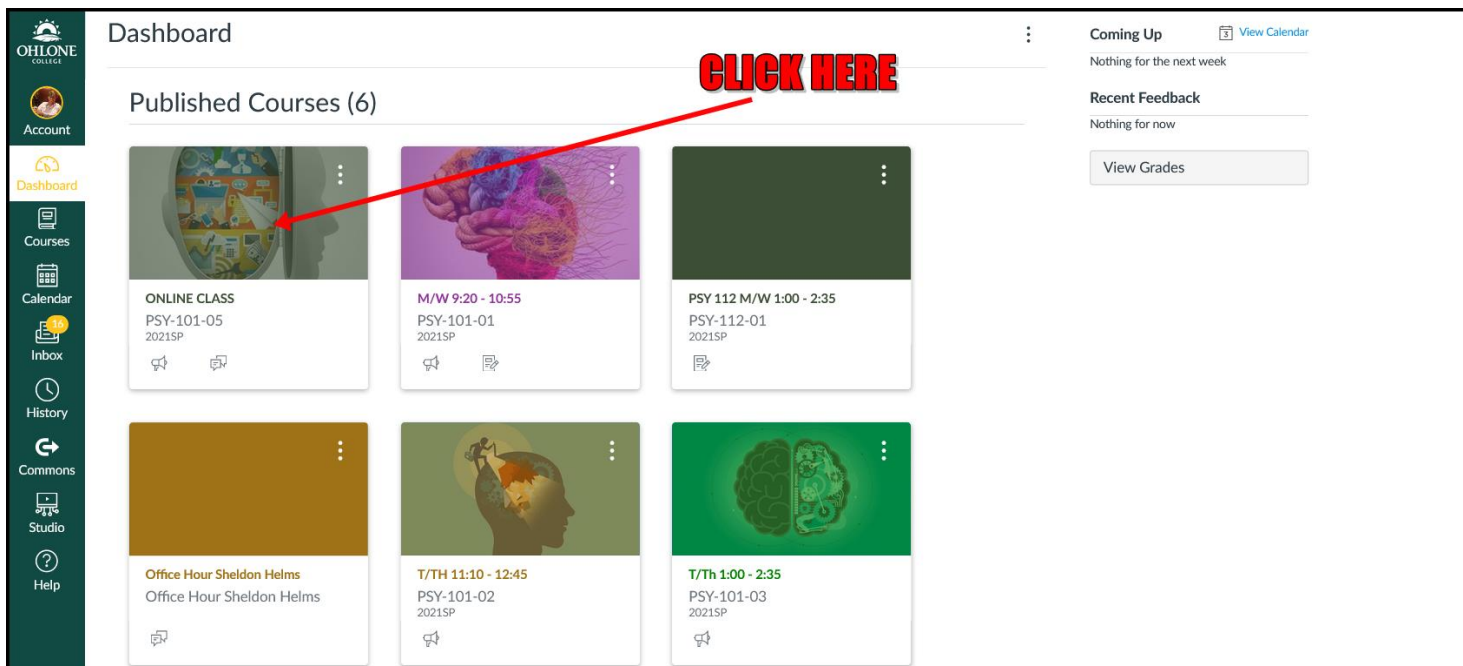 OHLONE
COLLEGE
Account
Dashboard
Courses
Calendar
16
Inbox
History
Commons
Studio
Help
Dashboard
CLICK HERE
Published Courses (6)
ONLINE CLASS
PSY-101-05
2021SP
M/W 9:20 - 10:55
PSY-101-01
2021SP
PSY 112 M/W 1:00 - 2:35
PSY-112-01
2021SP
Office Hour Sheldon Helms
Office Hour Sheldon Helms
T/TH 11:10 - 12:45
PSY-101-02
2021SP
T/Th 1:00 - 2:35
PSY-101-03
2021SP
Coming Up
3 View Calendar
Nothing for the next week
Recent Feedback
Nothing for now
View Grades